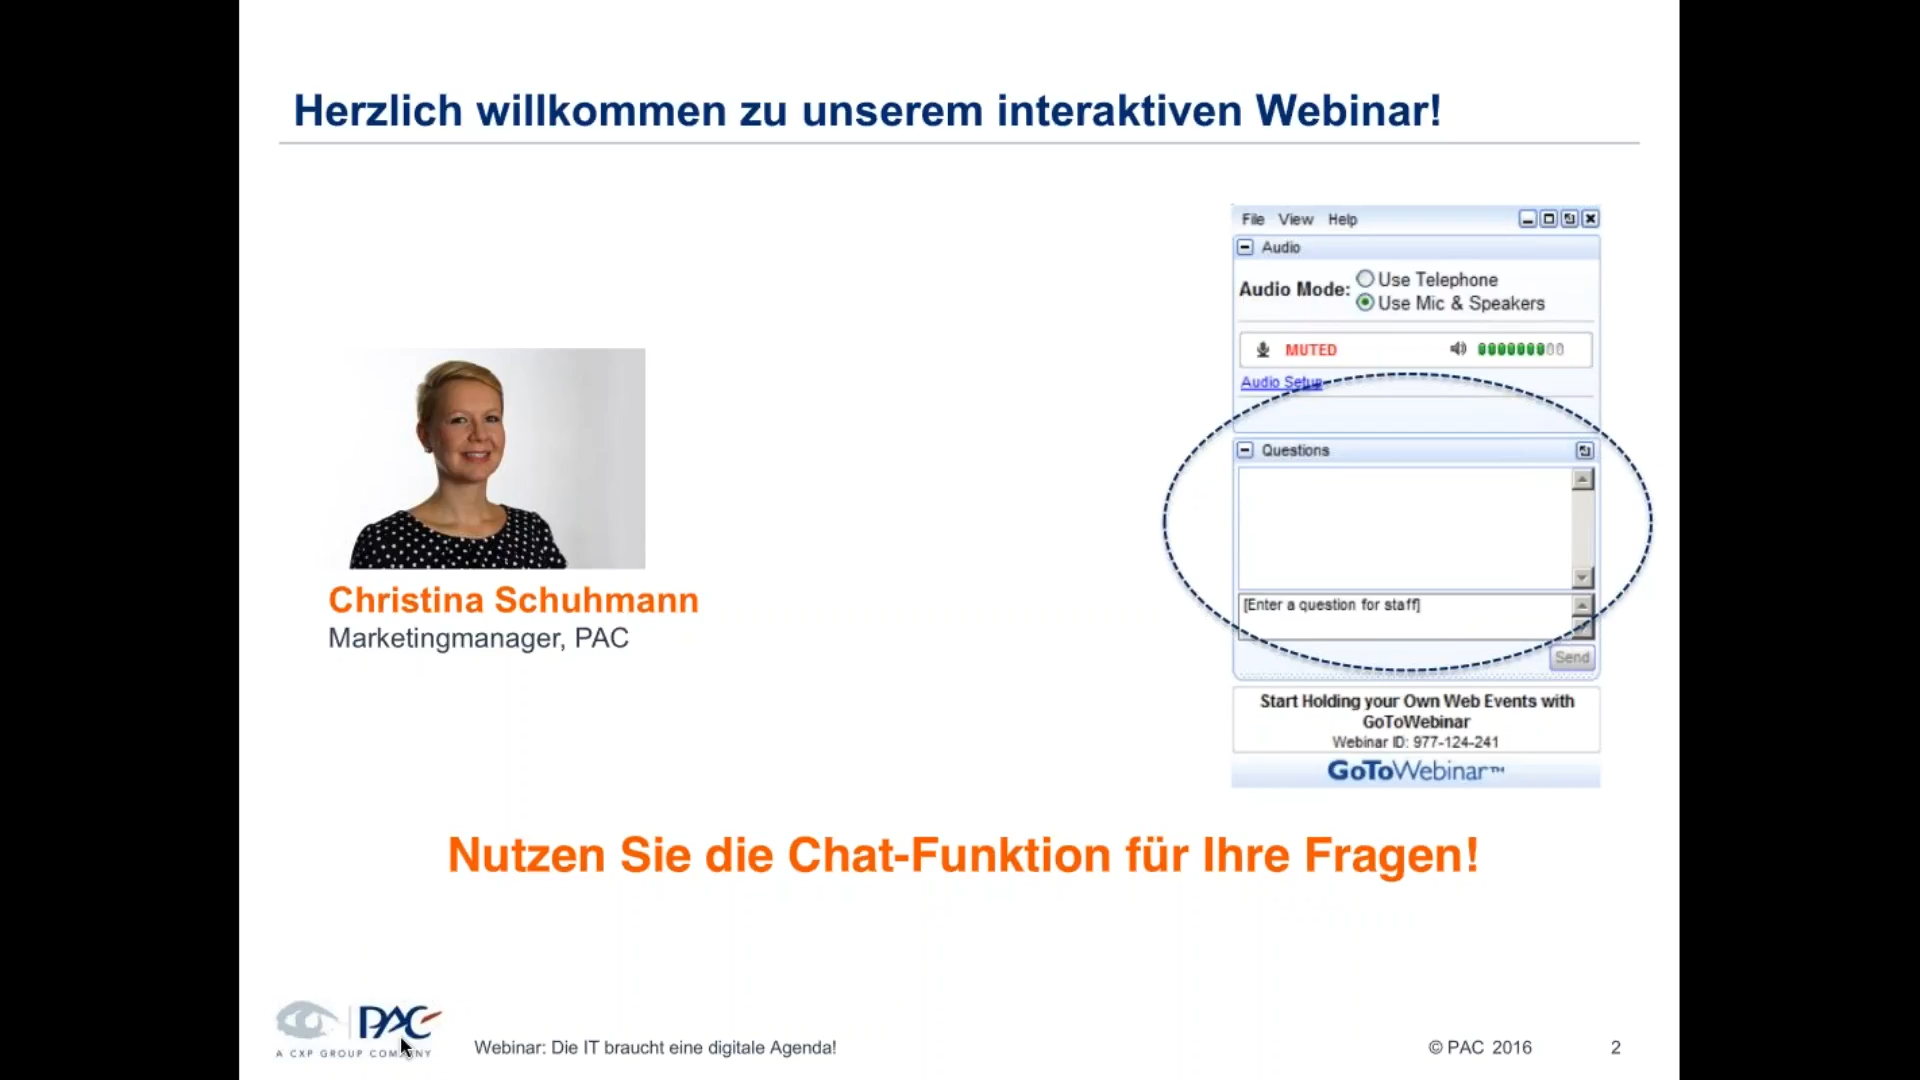 Herzlich willkommen zu unserem interaktiven Webinar!
File View Help
Audio
Audio Mode:
Use Telephone
Use Mic & Speakers
MUTED
Audio Setup
Questions
[Enter a question for staff]
Send
Start Holding your Own Web Events with
GoToWebinar
Webinar ID: 977-124-241
GoToWebinar™
Christina Schuhmann
Marketingmanager, PAC
Nutzen Sie die Chat-Funktion für Ihre Fragen!
PAC
A CXP GROUP COMPANY
Webinar: Die IT braucht eine digitale Agenda!
© PAC 2016
2